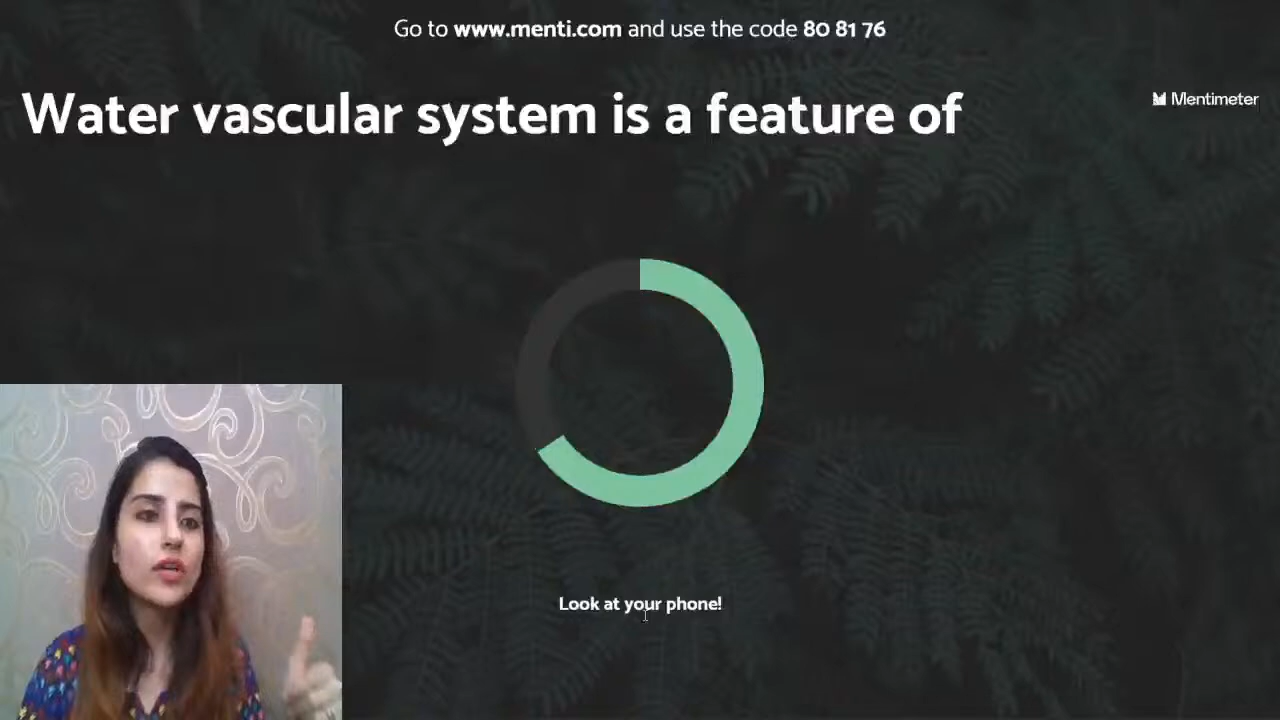 Go to www.menti.com and use the code 80 81 76
Water vascular system is a feature of
Mentimeter
Look at your phone!